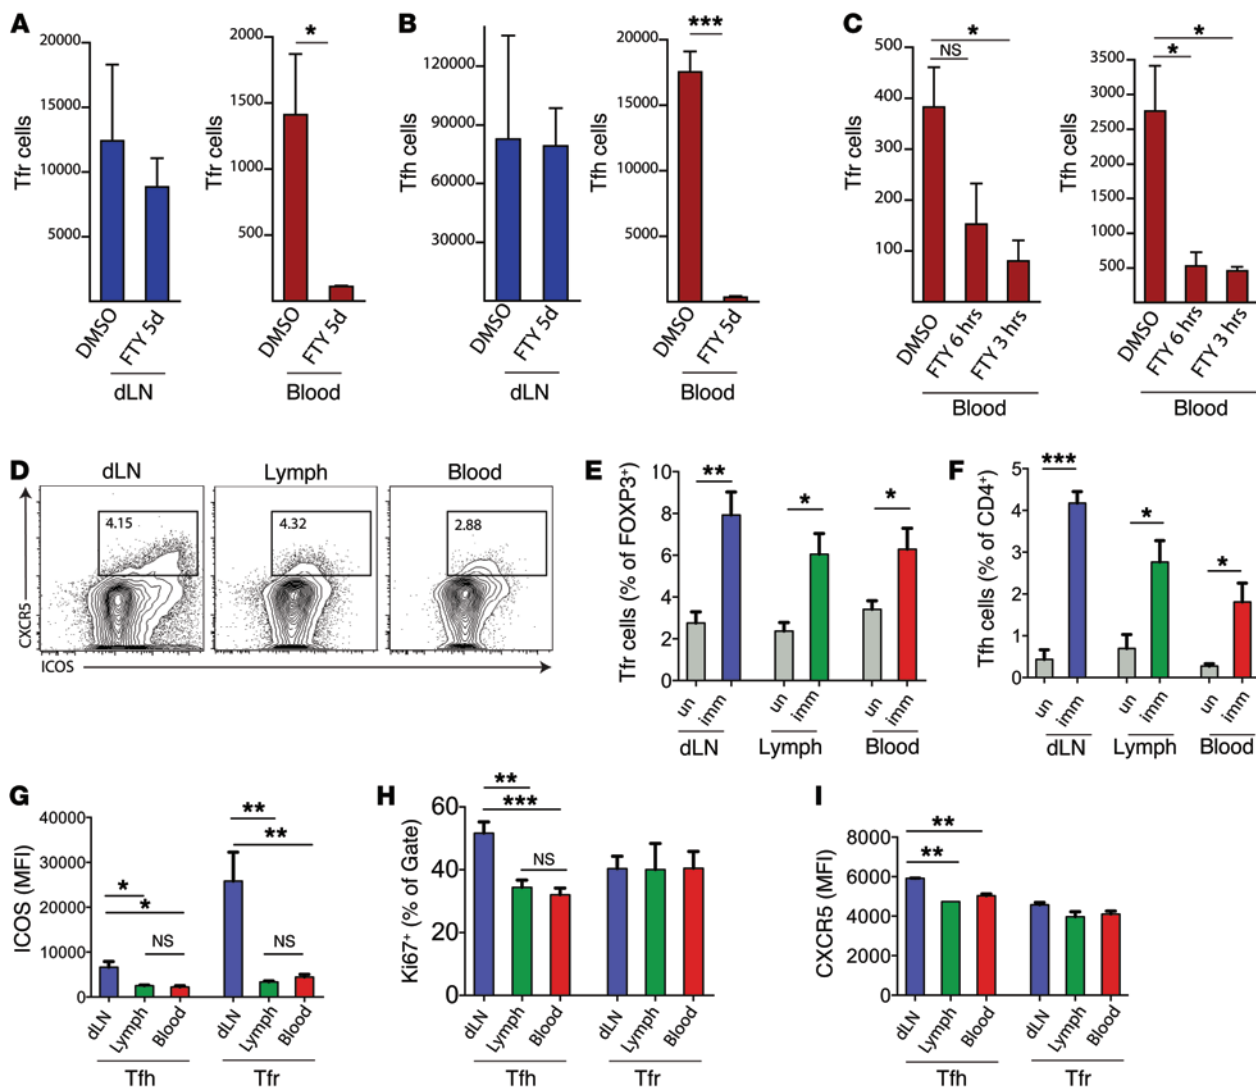 A
Tfr cells
20000
15000
10000
5000
DMSO
FTY 5d
dLN
Tfr cells
2000
1500
1000
500
*
DMSO
FTY 5d
Blood
B
Tfh cells
120000
90000
60000
30000
DMSO
FTY 5d
dLN
Tfh cells
20000
15000
10000
5000
***
DMSO
FTY 5d
Blood
C
Tfr cells
500
400
300
200
100
*
NS
DMSO
FTY 6 hrs
FTY 3 hrs
Blood
Tfh cells
3500
3000
2500
2000
1500
1000
500
*
*
DMSO
FTY 6 hrs
FTY 3 hrs
Blood
D
dLN
Lymph
Blood
4.15
4.32
2.88
CXCR5
ICOS
E
Tfr cells (% of FOXP3⁺)
10
8
6
4
2
0
**
*
*
un
imm
un
imm
un
imm
dLN
Lymph
Blood
F
Tfh cells (% of CD4⁺)
5
4
3
2
1
0
***
*
*
un
imm
un
imm
un
imm
dLN
Lymph
Blood
G
ICOS (MFI)
40000
30000
20000
10000
0
*
*
NS
**
**
NS
dLN
Lymph
Blood
dLN
Lymph
Blood
Tfh
Tfr
H
Ki67⁺ (% of Gate)
60
40
20
0
**
***
NS
dLN
Lymph
Blood
dLN
Lymph
Blood
Tfh
Tfr
I
CXCR5 (MFI)
8000
6000
4000
2000
0
**
**
dLN
Lymph
Blood
dLN
Lymph
Blood
Tfh
Tfr